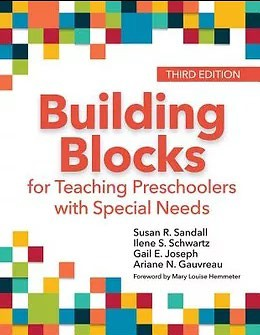 THIRD EDITION
Building
Blocks
for Teaching Preschoolers
with Special Needs
Susan R. Sandall
Ilene S. Schwartz
Gail E. Joseph
Ariane N. Gauvreau
Foreword by Mary Louise Hemmeter